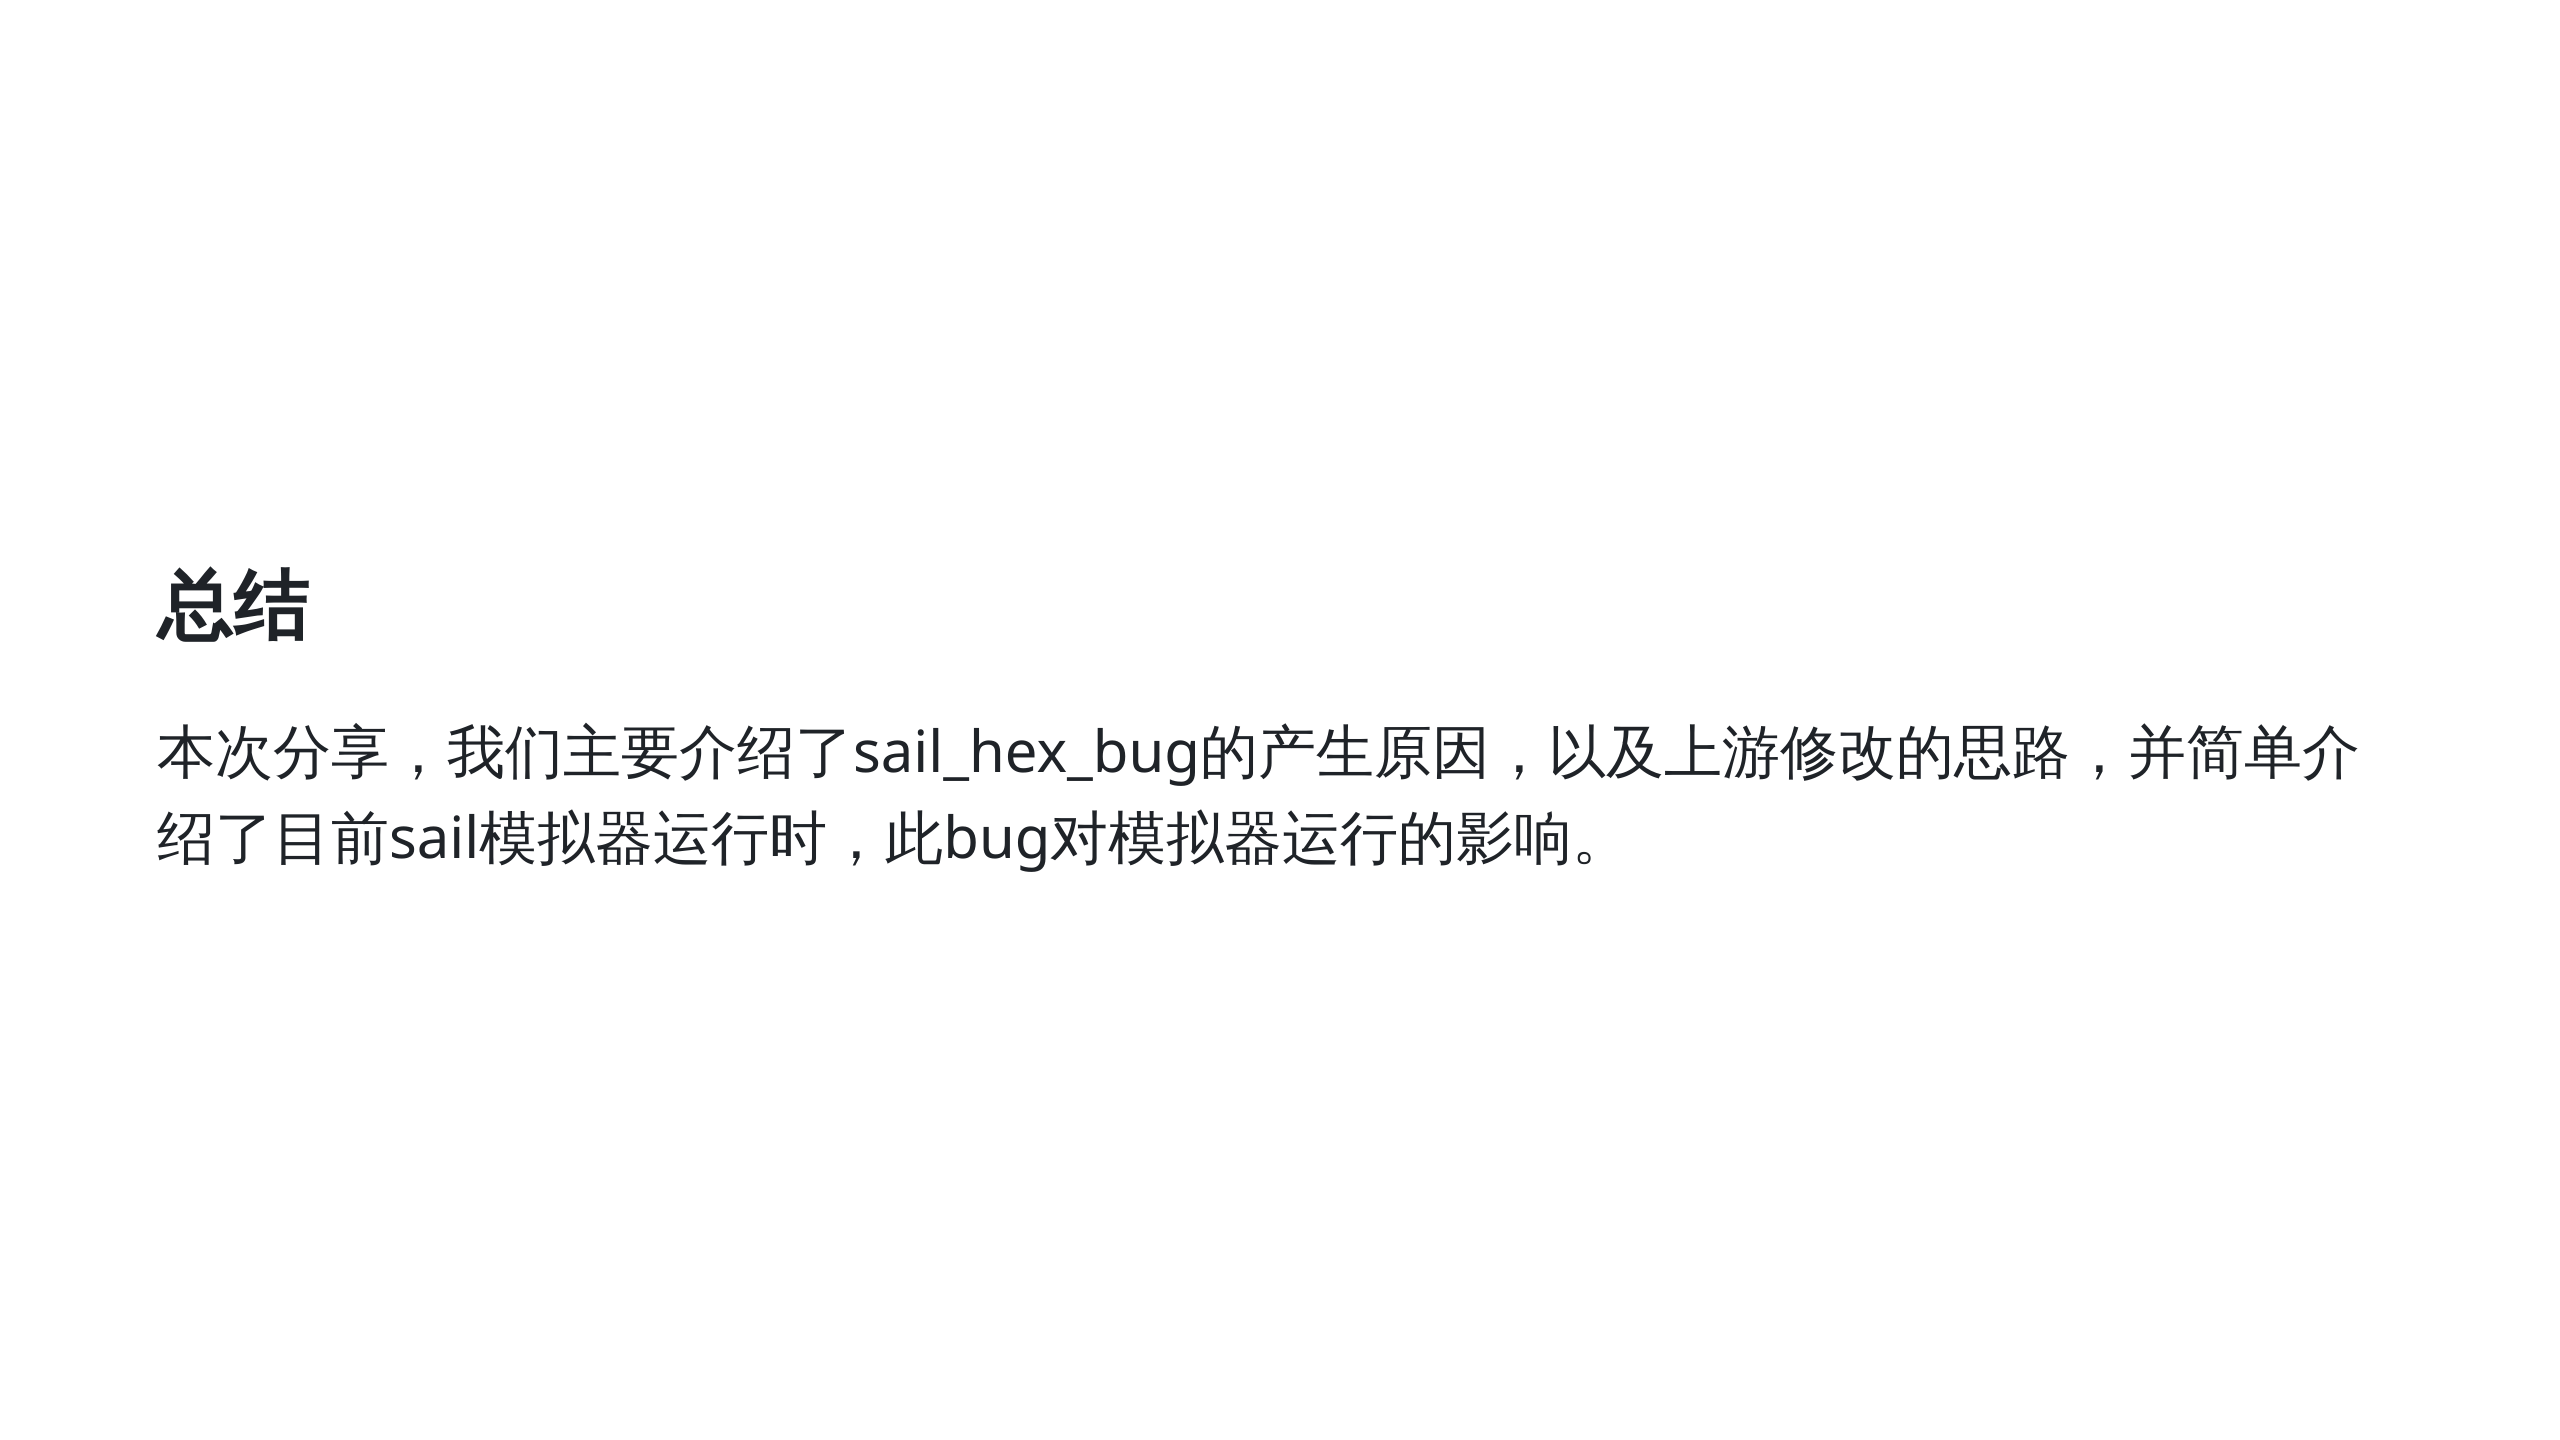 总结
本次分享，我们主要介绍了sail_hex_bug的产生原因，以及上游修改的思路，并简单介
绍了目前sail模拟器运行时，此bug对模拟器运行的影响。